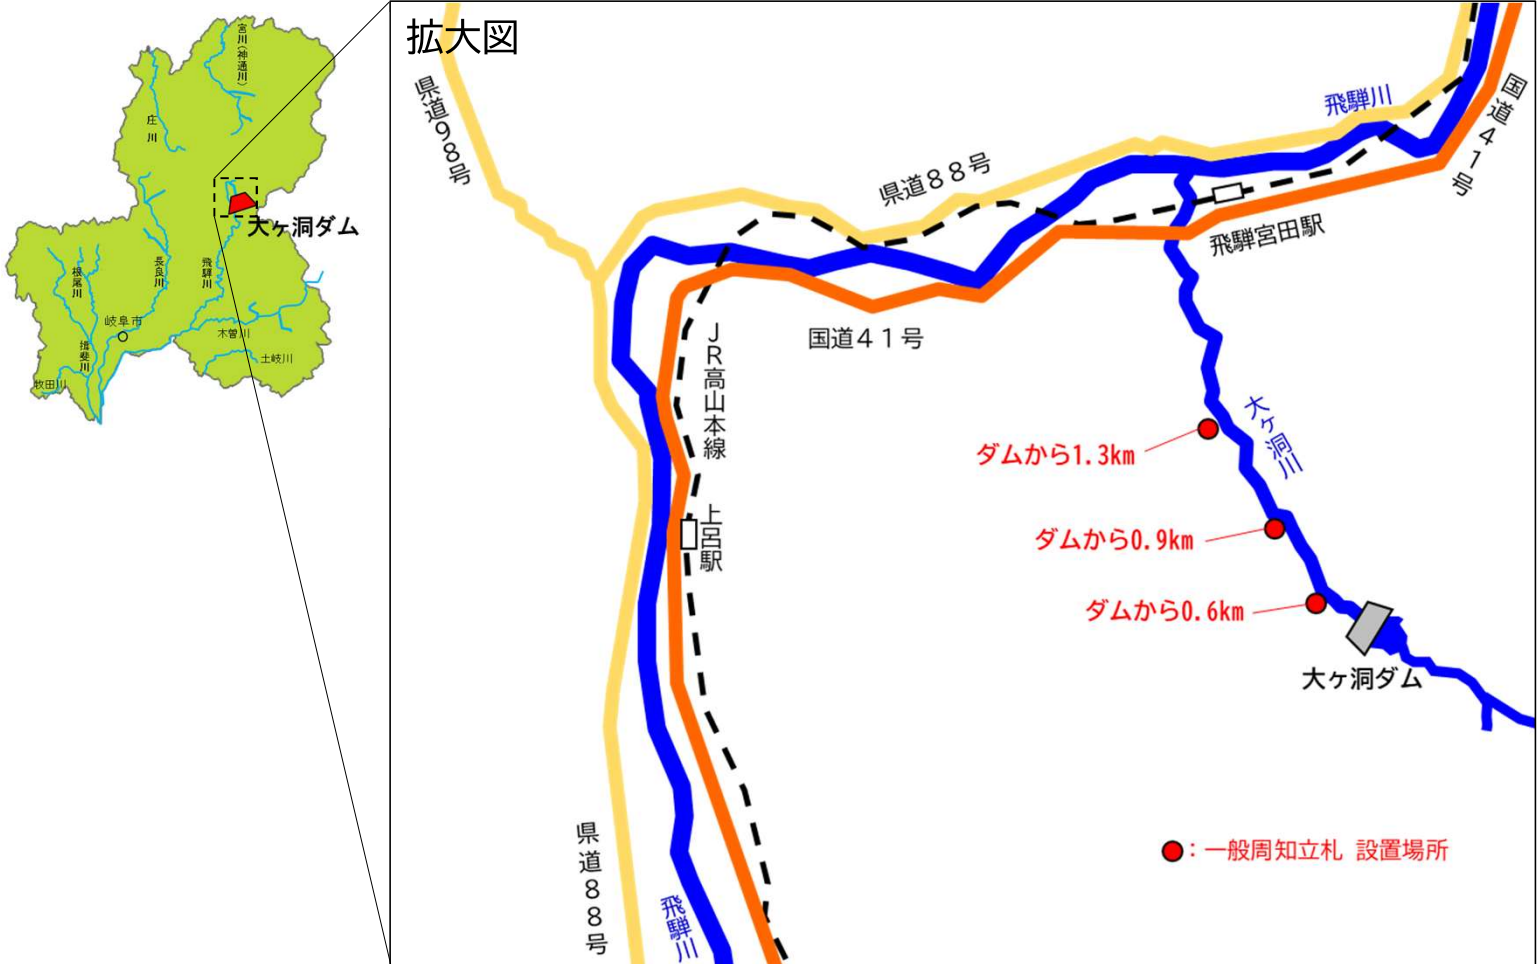 宮川(神通川)
庄川
大ヶ洞ダム
長良川
飛騨川
根尾川
岐阜市
揖斐川
木曽川
土岐川
牧田川
拡大図
県道98号
県道88号
飛騨川
国道41号
飛騨宮田駅
国道41号
JR高山本線
大ヶ洞川
ダムから1.3km
上呂駅
ダムから0.9km
ダムから0.6km
大ヶ洞ダム
県道88号
飛騨川
:一般周知立札 設置場所